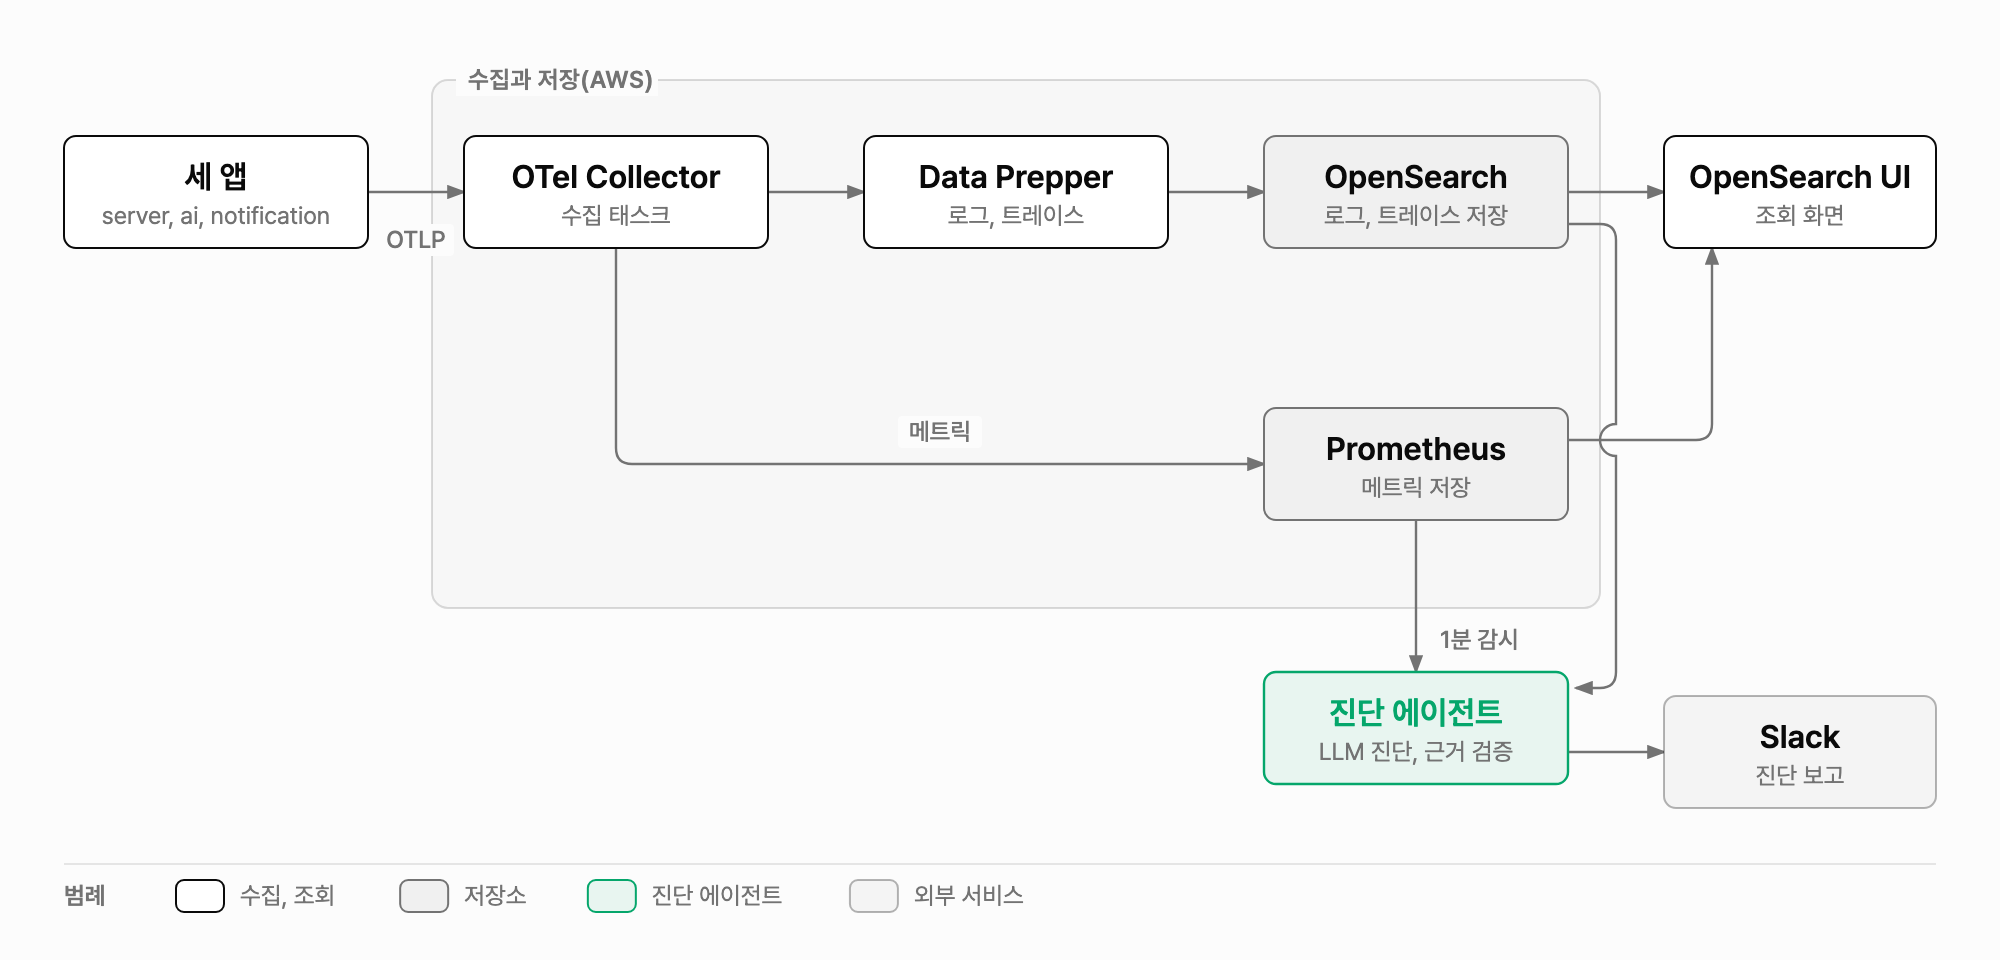 수집과 저장(AWS)
세 앱
server, ai, notification
OTLP
OTel Collector
수집 태스크
Data Prepper
로그, 트레이스
OpenSearch
로그, 트레이스 저장
OpenSearch UI
조회 화면
메트릭
Prometheus
메트릭 저장
1분 감시
진단 에이전트
LLM 진단, 근거 검증
Slack
진단 보고
범례
수집, 조회
저장소
진단 에이전트
외부 서비스